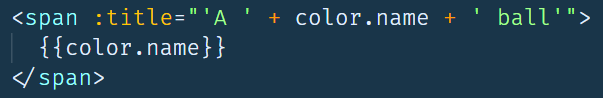 <span :title="'A ' + color.name + ' ball'">
  {{color.name}}
</span>